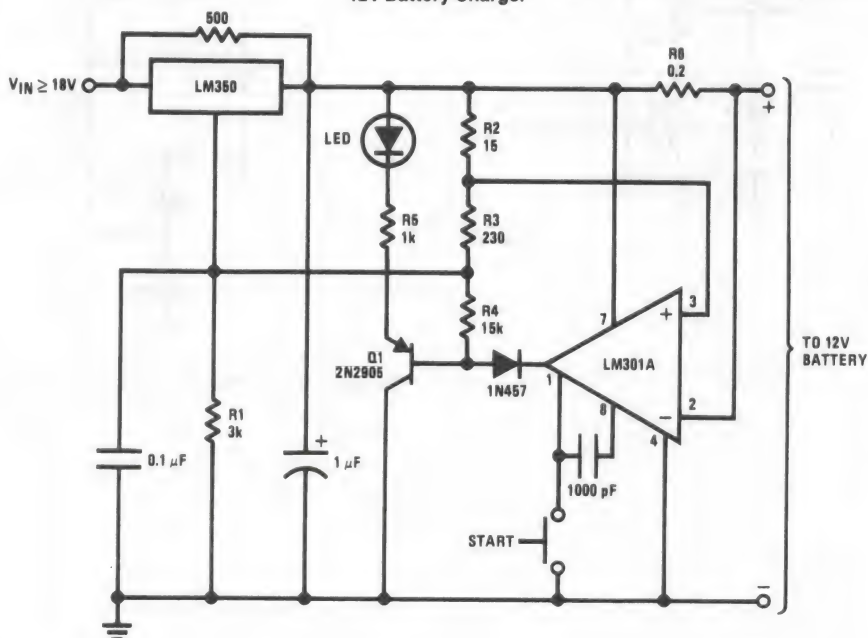 12V Battery Charger
500
VIN ≥ 18V
LM350
R6
0.2
+
LED
R2
15
R5
1k
R3
230
R4
15k
7
+
3
LM301A
TO 12V
BATTERY
Q1
2N2905
1N457
1
8
−
2
4
R1
3k
0.1 μF
+
1 μF
1000 pF
START
−